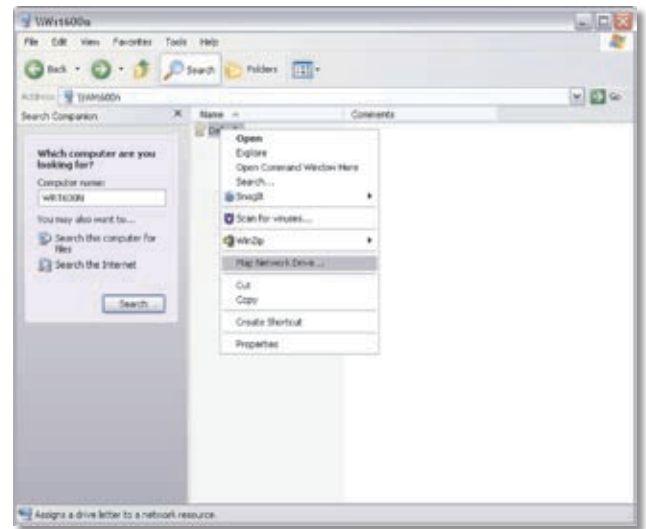 \\Wrt600n
File Edit View Favorites Tools Help
Back Search Folders
Address \\Wrt600n Go
Search Companion
Which computer are you
looking for?
Computer name:
WRT600N
You may also want to...
Search this computer for
files
Search the Internet
Search
Name Comments
Open
Explore
Open Command Window Here
Search...
SnagIt
Scan for viruses...
WinZip
Map Network Drive...
Cut
Copy
Create Shortcut
Properties
Assigns a drive letter to a network resource.